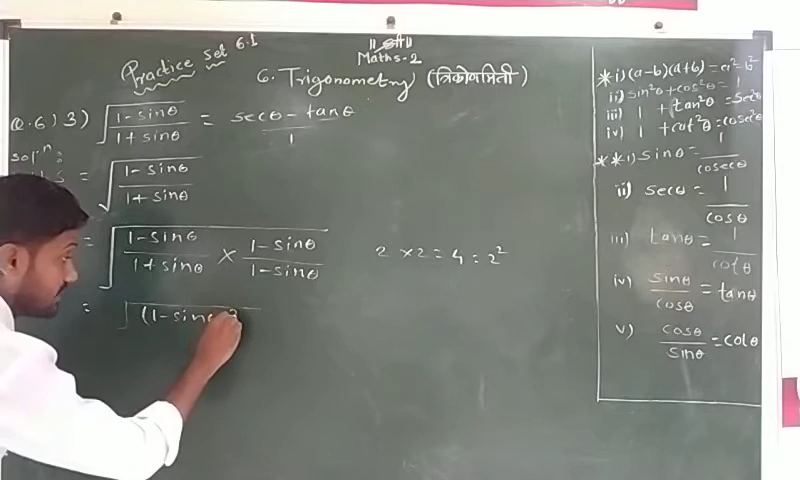 Practice Set 6.1
॥ श्री ॥
Maths-2
6. Trigonometry (त्रिकोणमिती)
Q.6) 3) √(1-sinθ / 1+sinθ) = secθ - tanθ / 1
solⁿ:
= √(1-sinθ / 1+sinθ)
= √(1-sinθ / 1+sinθ × 1-sinθ / 1-sinθ)
2 × 2 = 4 = 2²
= √(1-sin
* i) (a-b)(a+b) = a²-b²
ii) sin²θ + cos²θ = 1
iii) 1 + tan²θ = sec²θ
iv) 1 + cot²θ = cosec²θ
** i) sinθ = 1 / cosecθ
ii) secθ = 1 / cosθ
iii) tanθ = 1 / cotθ
iv) sinθ / cosθ = tanθ
v) cosθ / sinθ = cotθ